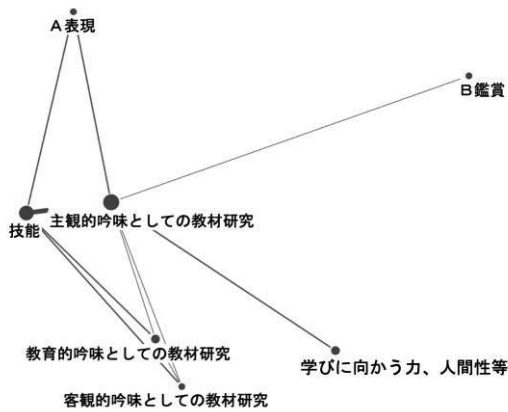 A表現
B鑑賞
主観的吟味としての教材研究
技能
教育的吟味としての教材研究
学びに向かう力、人間性等
客観的吟味としての教材研究